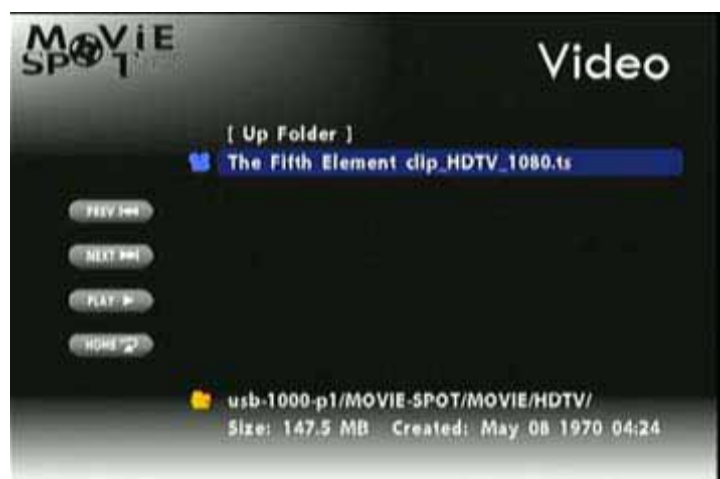 MOVIE
SPOT
Video
[ Up Folder ]
The Fifth Element clip_HDTV_1080.ts
PREV
NEXT
PLAY
HOME
usb-1000-p1/MOVIE-SPOT/MOVIE/HDTV/
Size: 147.5 MB Created: May 08 1970 04:24